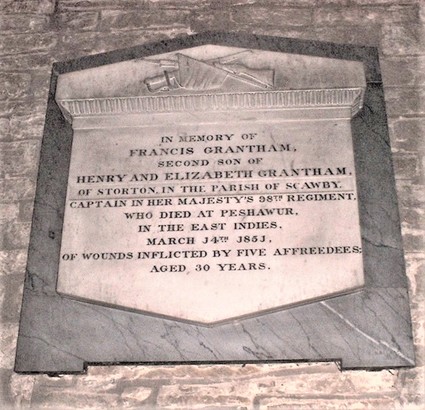 IN MEMORY OF
FRANCIS GRANTHAM,
SECOND SON OF
HENRY AND ELIZABETH GRANTHAM,
OF STORTON, IN THE PARISH OF SCAWBY.
CAPTAIN IN HER MAJESTY'S 98TH REGIMENT,
WHO DIED AT PESHAWUR,
IN THE EAST INDIES,
MARCH 14TH 1851,
OF WOUNDS INFLICTED BY FIVE AFFREEDEES:
AGED 30 YEARS.